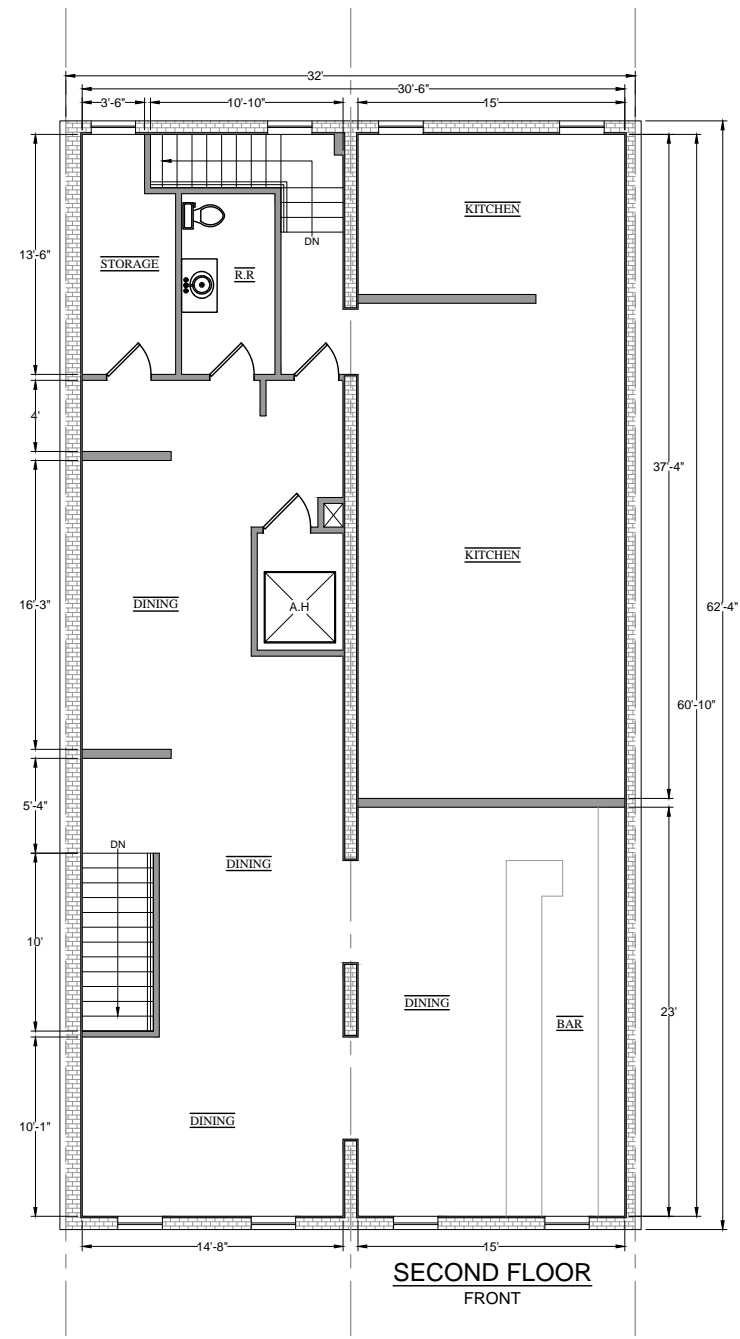 32'
30'-6"
3'-6"
10'-10"
15'
KITCHEN
DN
13'-6"
STORAGE
R.R
4'
37'-4"
KITCHEN
16'-3"
DINING
A.H
62'-4"
60'-10"
5'-4"
DN
DINING
10'
DINING
23'
BAR
10'-1"
DINING
14'-8"
15'
SECOND FLOOR
FRONT